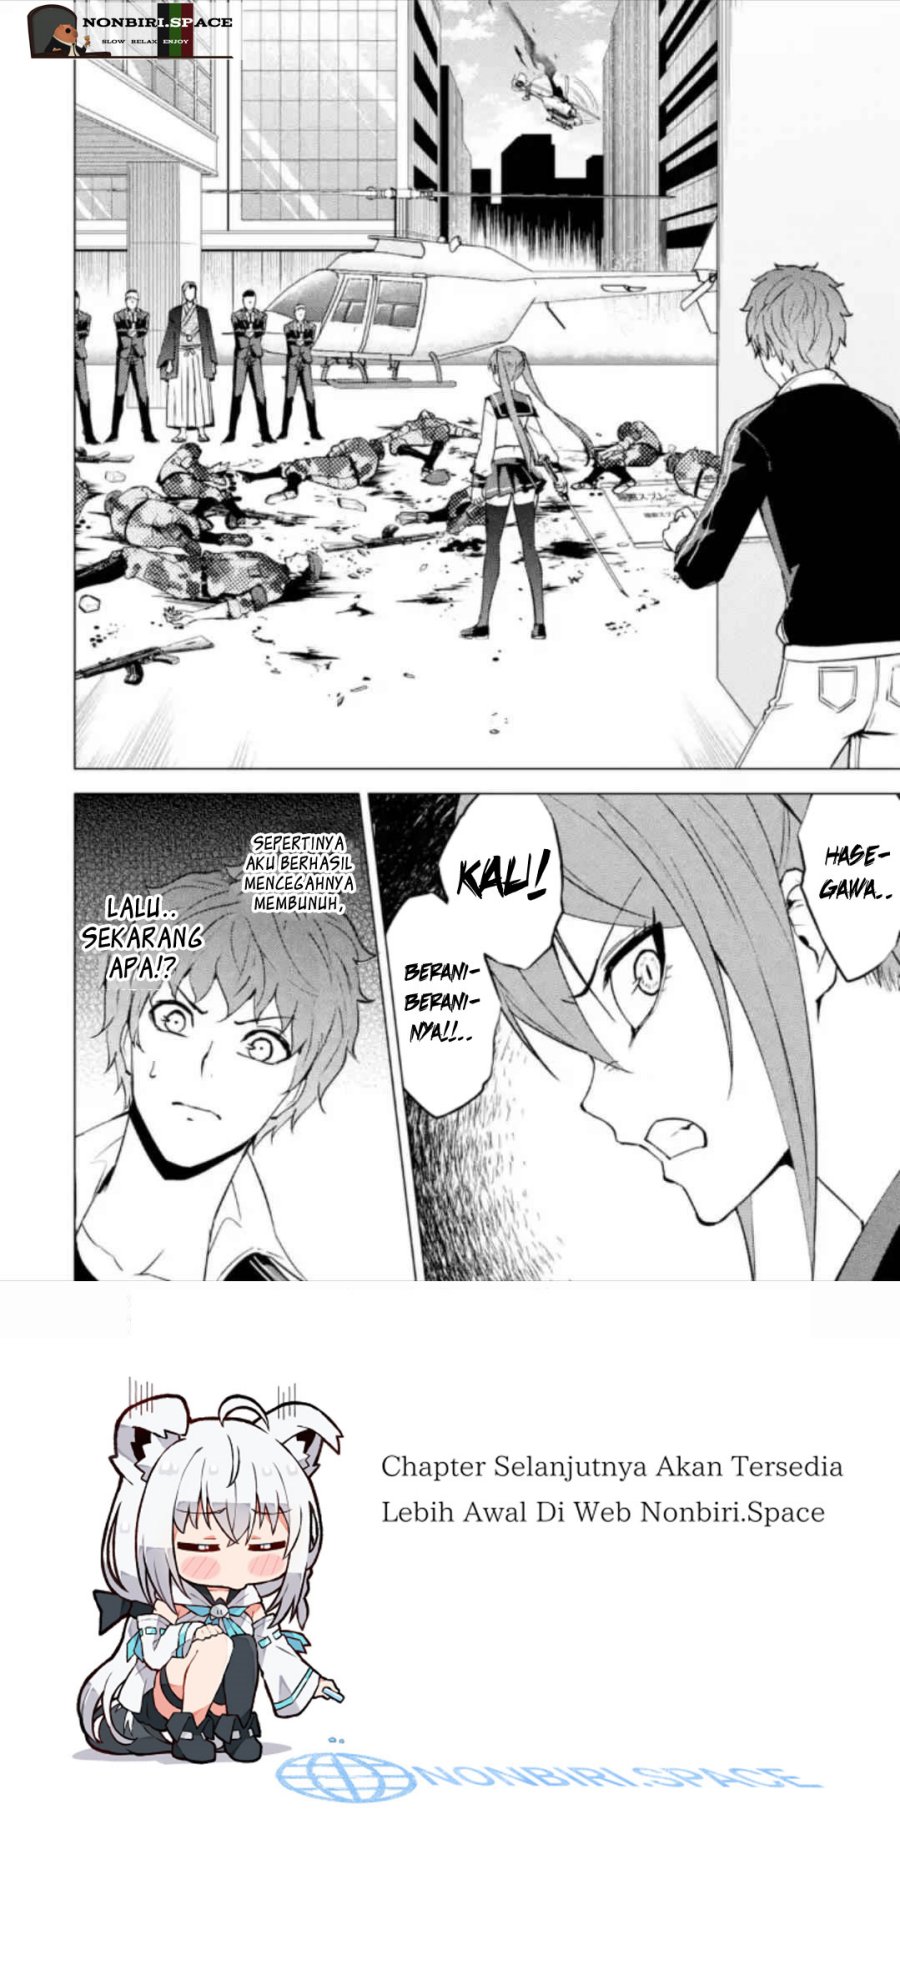 NONBIRI.SPACE
SLOW RELAX ENJOY
HASE-
GAWA..
KAU!
BERANI-
BERANI-
NYA!!..
SEPERTINYA
AKU BERHASIL
MENCEGAHNYA
MEMBUNUH,
LALU..
SEKARANG
APA!?
Chapter Selanjutnya Akan Tersedia
Lebih Awal Di Web Nonbiri.Space
NONBIRI.SPACE